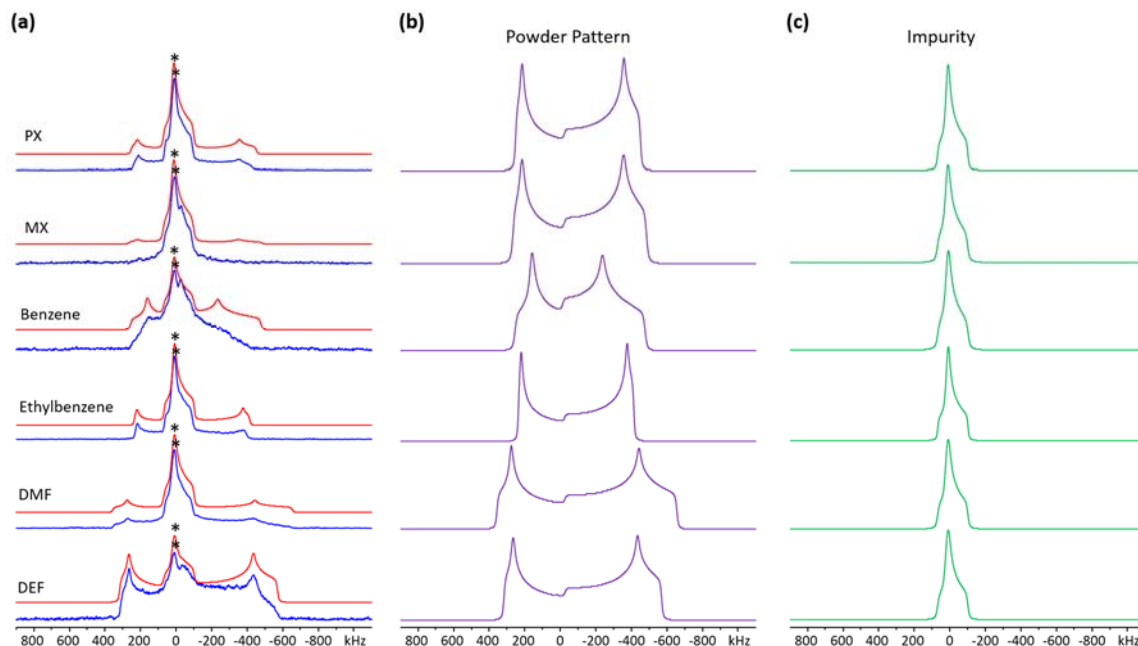 (a)
(b)
(c)
Powder Pattern
Impurity
*
*
PX
*
*
MX
*
*
Benzene
*
*
Ethylbenzene
*
*
DMF
*
*
DEF
800 600 400 200 0 -200 -400 -600 -800 kHz
800 600 400 200 0 -200 -400 -600 -800 kHz
800 600 400 200 0 -200 -400 -600 -800 kHz